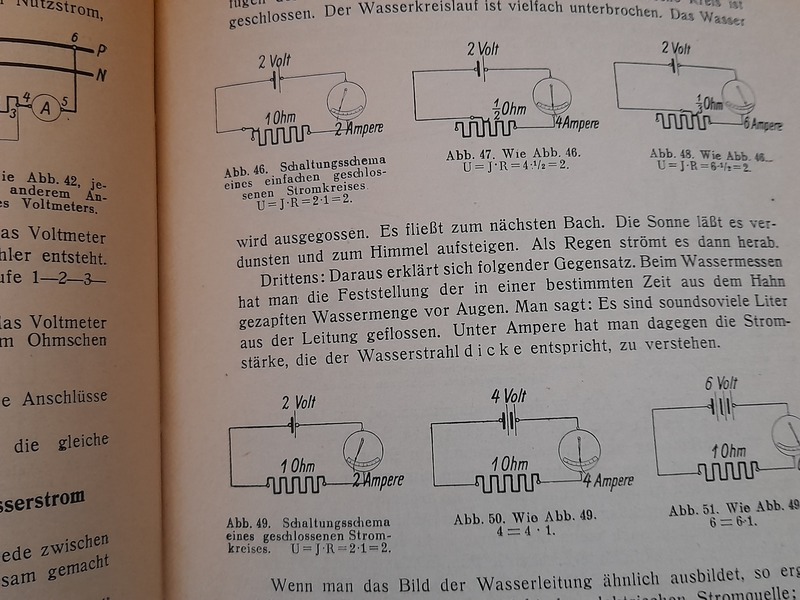 Nutzstrom,
6
P
N
4
A
5
3
ie Abb. 42, je-
anderem An-
es Voltmeters.
as Voltmeter
hler entsteht.
ufe 1—2—3—
das Voltmeter
m Ohmschen
e Anschlüsse
die gleiche
sserstrom
ede zwischen
sam gemacht
geschlossen. Der Wasserkreislauf ist vielfach unterbrochen. Das Wasser
2 Volt
1 Ohm
2 Ampere
Abb. 46. Schaltungsschema
eines einfachen geschlos-
senen Stromkreises
U = J·R = 2·1 = 2.
2 Volt
½ Ohm
4 Ampere
Abb. 47. Wie Abb. 46.
U = J·R = 4·½ = 2.
2 Volt
⅓ Ohm
6 Ampere
Abb. 48. Wie Abb. 46.
U = J·R = 6·½ = 2.
wird ausgegossen. Es fließt zum nächsten Bach. Die Sonne läßt es ver-
dunsten und zum Himmel aufsteigen. Als Regen strömt es dann herab.
Drittens: Daraus erklärt sich folgender Gegensatz. Beim Wassermessen
hat man die Feststellung der in einer bestimmten Zeit aus dem Hahn
gezapften Wassermenge vor Augen. Man sagt: Es sind soundsoviele Liter
aus der Leitung geflossen. Unter Ampere hat man dagegen die Strom-
stärke, die der Wasserstrahldicke entspricht, zu verstehen.
2 Volt
1 Ohm
2 Ampere
Abb. 49. Schaltungsschema
eines geschlossenen Strom-
kreises. U = J·R = 2·1 = 2.
4 Volt
1 Ohm
4 Ampere
Abb. 50. Wie Abb. 49.
4 = 4 · 1.
6 Volt
1 Ohm
Abb. 51. Wie Abb. 49
6 = 6·1.
Wenn man das Bild der Wasserleitung ähnlich ausbildet, so erg
Stromquelle;